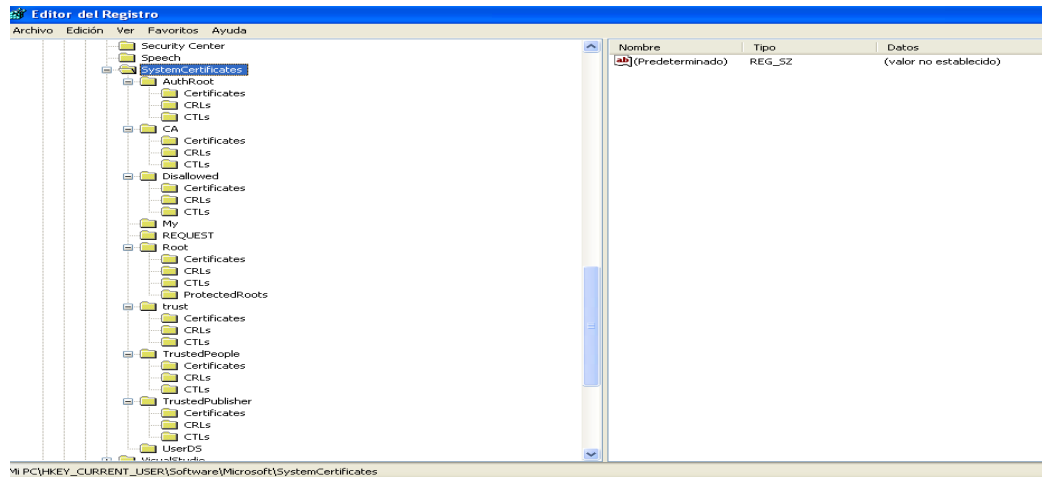 Editor del Registro
Archivo Edición Ver Favoritos Ayuda
Security Center
Speech
SystemCertificates
AuthRoot
Certificates
CRLs
CTLs
CA
Certificates
CRLs
CTLs
Disallowed
Certificates
CRLs
CTLs
My
REQUEST
Root
Certificates
CRLs
CTLs
ProtectedRoots
trust
Certificates
CRLs
CTLs
TrustedPeople
Certificates
CRLs
CTLs
TrustedPublisher
Certificates
CRLs
CTLs
UserDS
VisualStudio
Nombre Tipo Datos
ab (Predeterminado) REG_SZ (valor no establecido)
Mi PC\HKEY_CURRENT_USER\Software\Microsoft\SystemCertificates